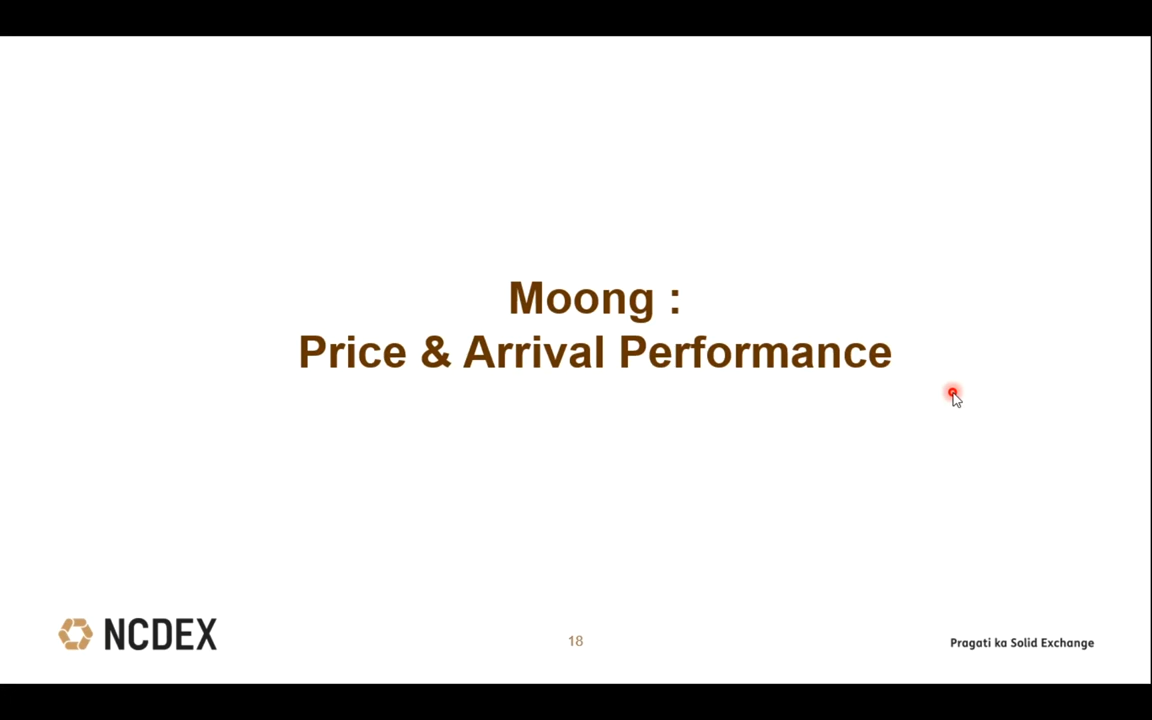 Moong :
Price & Arrival Performance
NCDEX
18
Pragati ka Solid Exchange